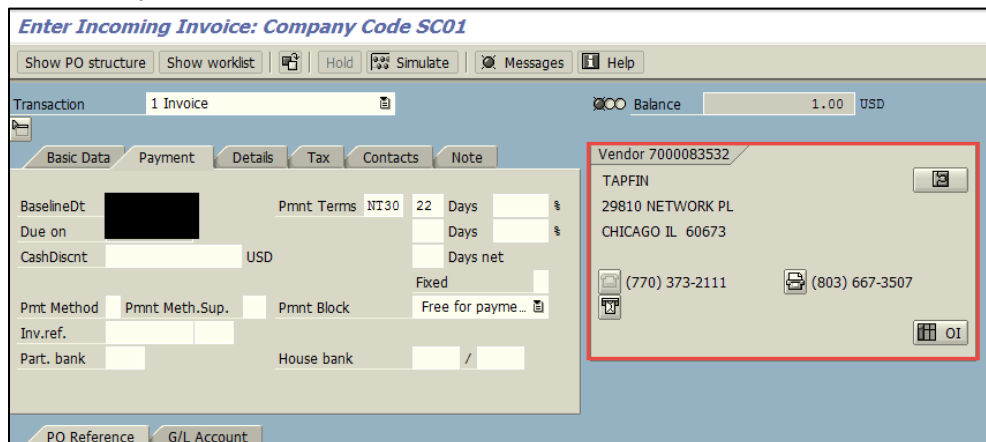 Enter Incoming Invoice: Company Code SC01
Show PO structure Show worklist Hold Simulate Messages Help
Transaction 1 Invoice Balance 1.00 USD
Basic Data Payment Details Tax Contacts Note
BaselineDt Pmnt Terms NT30 22 Days %
Due on Days %
CashDiscnt USD Days net
Fixed
Pmt Method Pmnt Meth.Sup. Pmnt Block Free for payme…
Inv.ref.
Part. bank House bank /
Vendor 7000083532
TAPFIN
29810 NETWORK PL
CHICAGO IL 60673
(770) 373-2111 (803) 667-3507
OI
PO Reference G/L Account